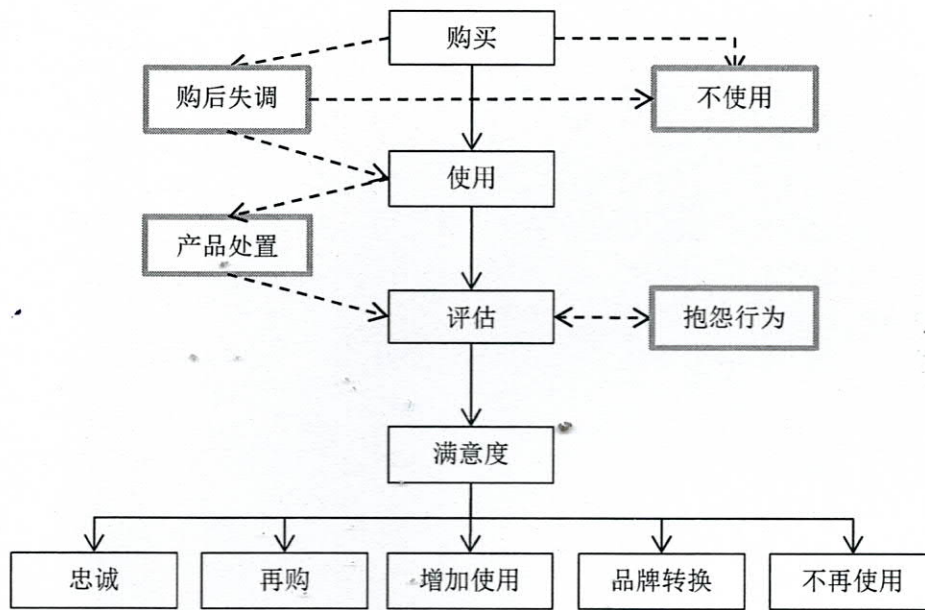 购买
购后失调
不使用
使用
产品处置
评估
抱怨行为
满意度
忠诚
再购
增加使用
品牌转换
不再使用